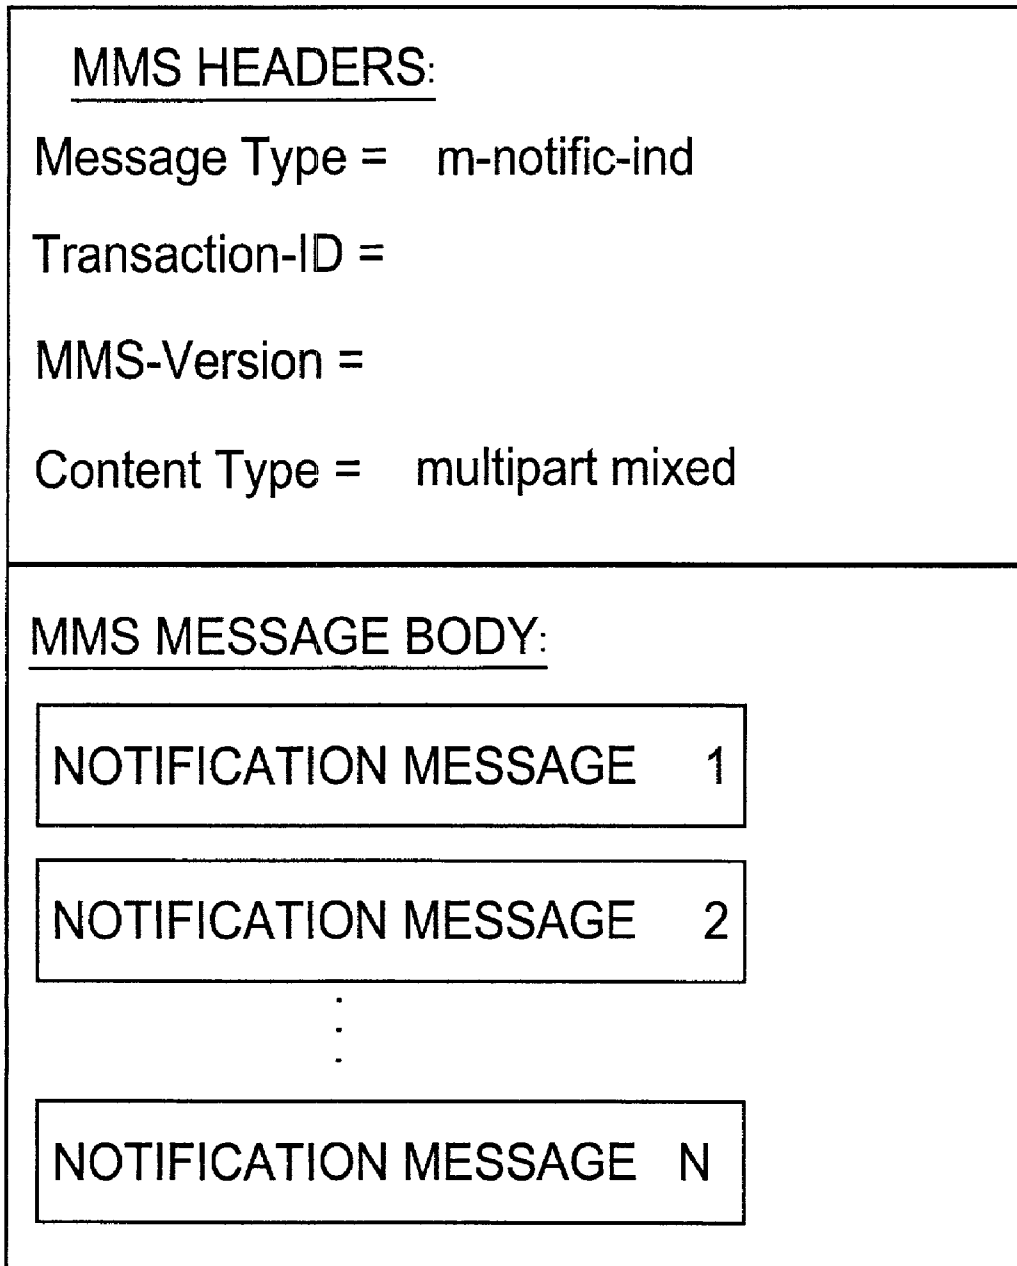 MMS HEADERS:
Message Type = m-notific-ind
Transaction-ID =
MMS-Version =
Content Type = multipart mixed
MMS MESSAGE BODY:
NOTIFICATION MESSAGE 1
NOTIFICATION MESSAGE 2
NOTIFICATION MESSAGE N